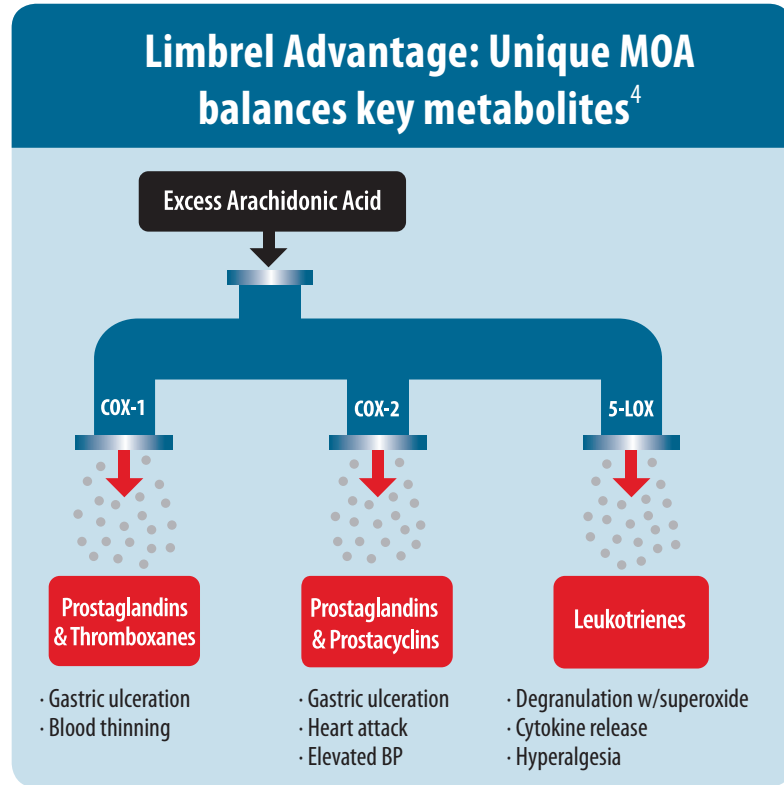 Limbrel Advantage: Unique MOA
balances key metabolites4
Excess Arachidonic Acid
COX-1
COX-2
5-LOX
Prostaglandins
& Thromboxanes
Prostaglandins
& Prostacyclins
Leukotrienes
· Gastric ulceration
· Blood thinning
· Gastric ulceration
· Heart attack
· Elevated BP
· Degranulation w/superoxide
· Cytokine release
· Hyperalgesia